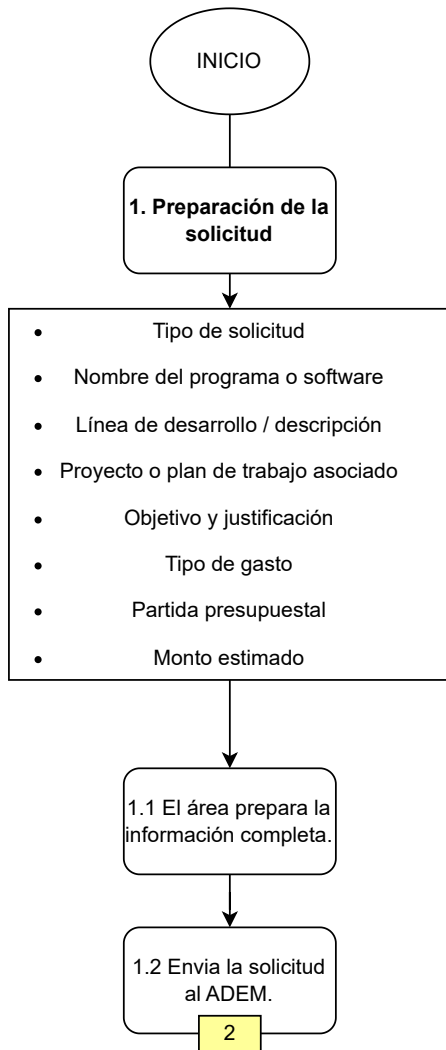 INICIO
1. Preparación de la
solicitud
• Tipo de solicitud
• Nombre del programa o software
• Línea de desarrollo / descripción
• Proyecto o plan de trabajo asociado
• Objetivo y justificación
• Tipo de gasto
• Partida presupuestal
• Monto estimado
1.1 El área prepara la
información completa.
1.2 Envia la solicitud
al ADEM.
2